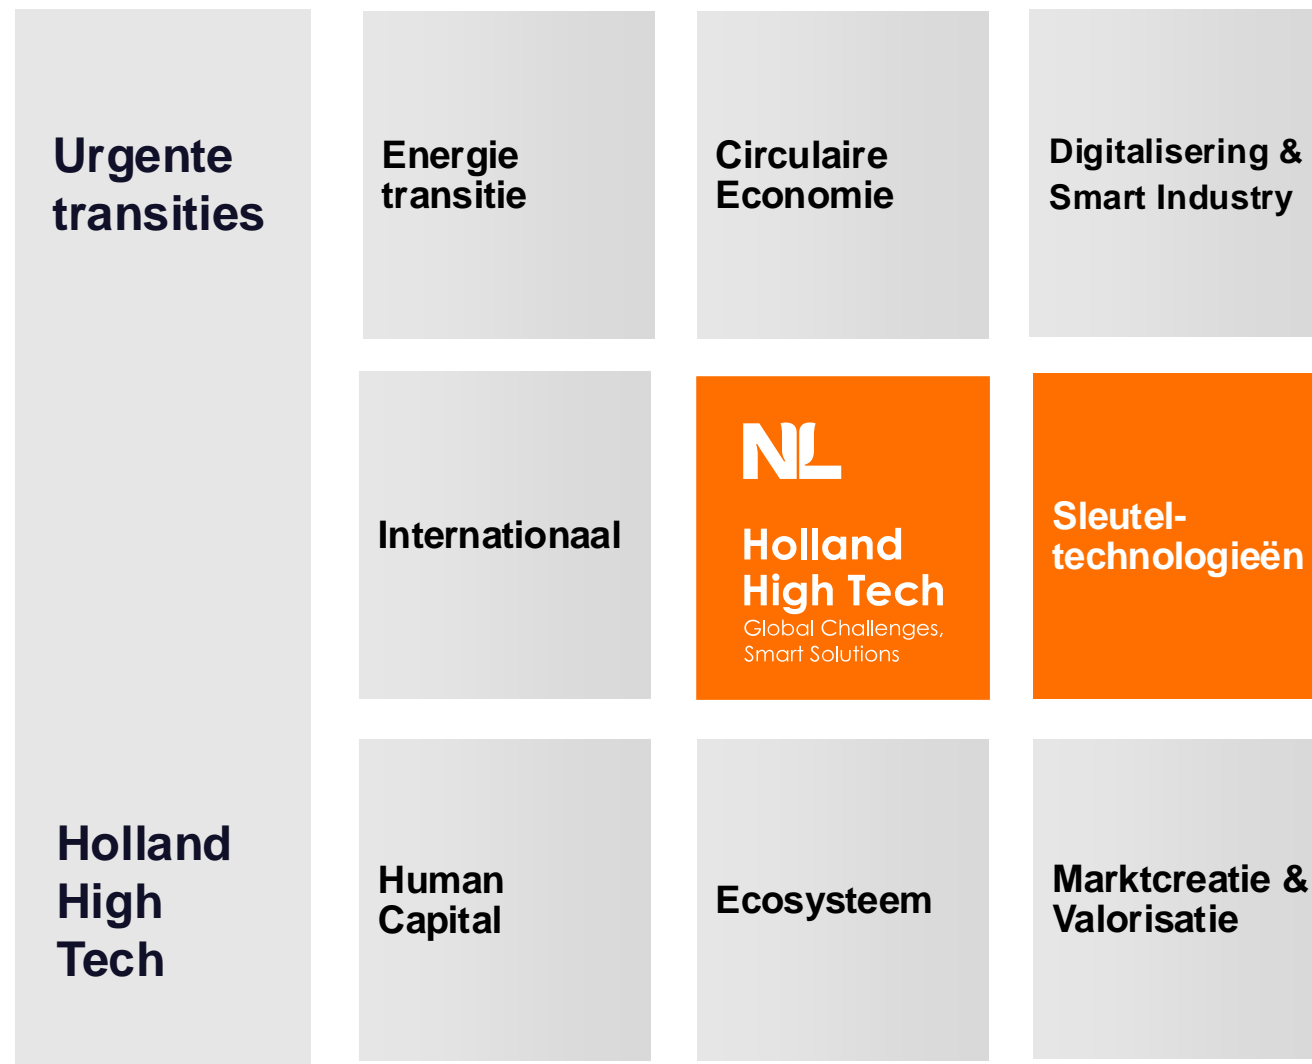 Urgente
transities
Energie
transitie
Circulaire
Economie
Digitalisering &
Smart Industry
Internationaal
NL
Holland
High Tech
Global Challenges,
Smart Solutions
Sleutel-
technologieën
Holland
High
Tech
Human
Capital
Ecosysteem
Marktcreatie &
Valorisatie